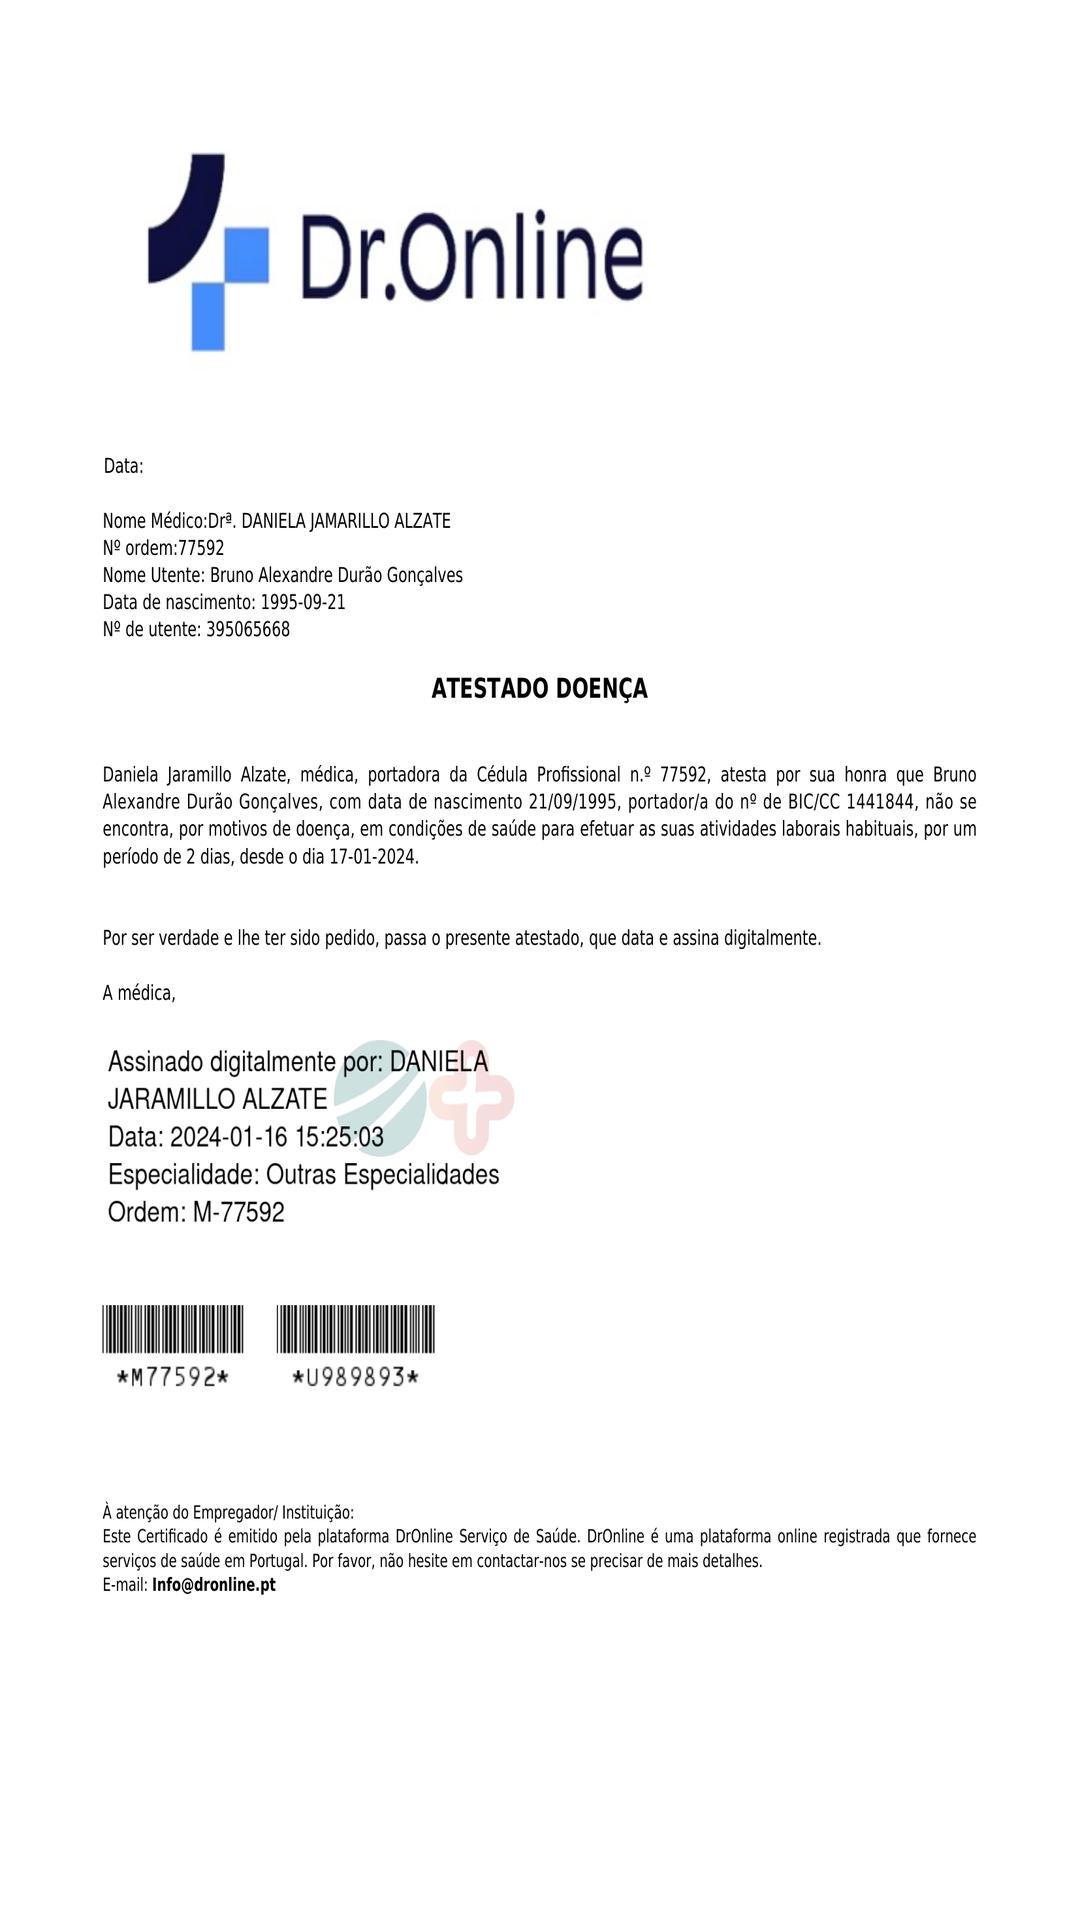 Dr.Online
Data:
Nome Médico:Drª. DANIELA JAMARILLO ALZATE
Nº ordem:77592
Nome Utente: Bruno Alexandre Durão Gonçalves
Data de nascimento: 1995-09-21
Nº de utente: 395065668
ATESTADO DOENÇA
Daniela Jaramillo Alzate, médica, portadora da Cédula Profissional n.º 77592, atesta por sua honra que Bruno
Alexandre Durão Gonçalves, com data de nascimento 21/09/1995, portador/a do nº de BIC/CC 1441844, não se
encontra, por motivos de doença, em condições de saúde para efetuar as suas atividades laborais habituais, por um
período de 2 dias, desde o dia 17-01-2024.
Por ser verdade e lhe ter sido pedido, passa o presente atestado, que data e assina digitalmente.
A médica,
Assinado digitalmente por: DANIELA
JARAMILLO ALZATE
Data: 2024-01-16 15:25:03
Especialidade: Outras Especialidades
Ordem: M-77592
*M77592* *U989893*
À atenção do Empregador/ Instituição:
Este Certificado é emitido pela plataforma DrOnline Serviço de Saúde. DrOnline é uma plataforma online registrada que fornece
serviços de saúde em Portugal. Por favor, não hesite em contactar-nos se precisar de mais detalhes.
E-mail: Info@dronline.pt